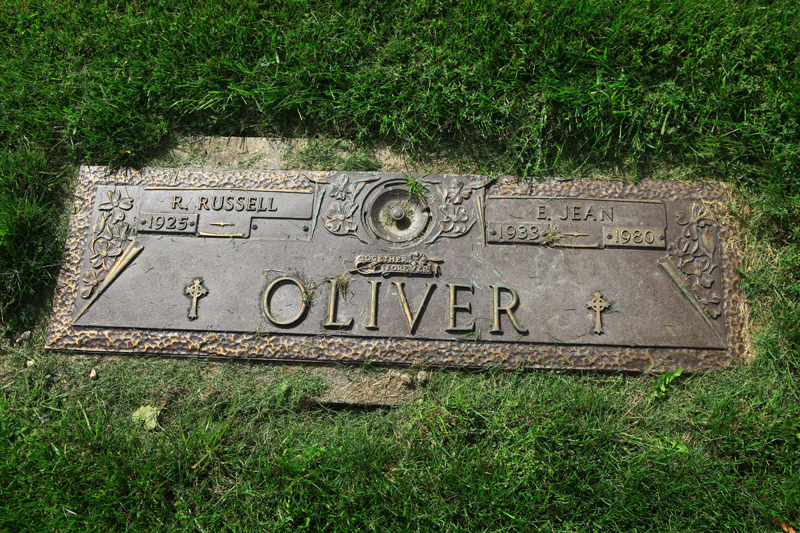 R. RUSSELL
1925
E. JEAN
1933 1980
TOGETHER
FOREVER
OLIVER